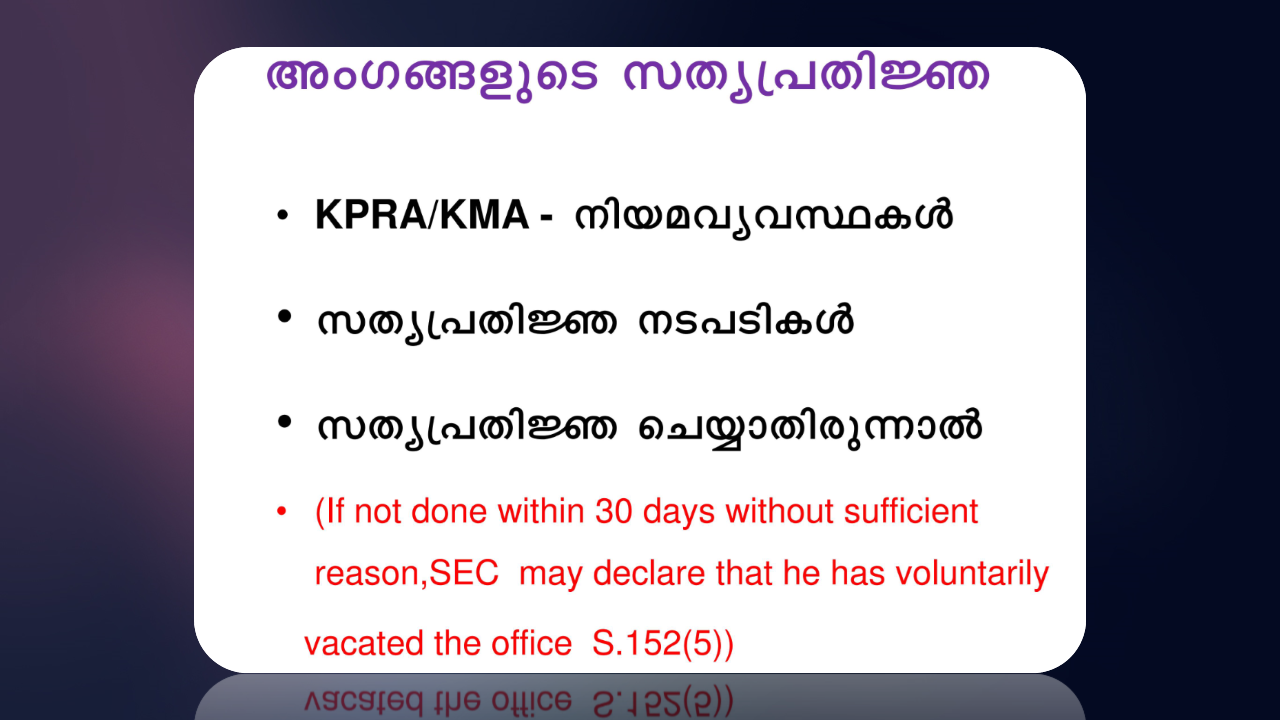 അംഗങ്ങളുടെ സത്യപ്രതിജ്ഞ
• KPRA/KMA - നിയമവ്യവസ്ഥകൾ
• സത്യപ്രതിജ്ഞ നടപടികൾ
• സത്യപ്രതിജ്ഞ ചെയ്യാതിരുന്നാൽ
• (If not done within 30 days without sufficient
reason,SEC may declare that he has voluntarily
vacated the office S.152(5))